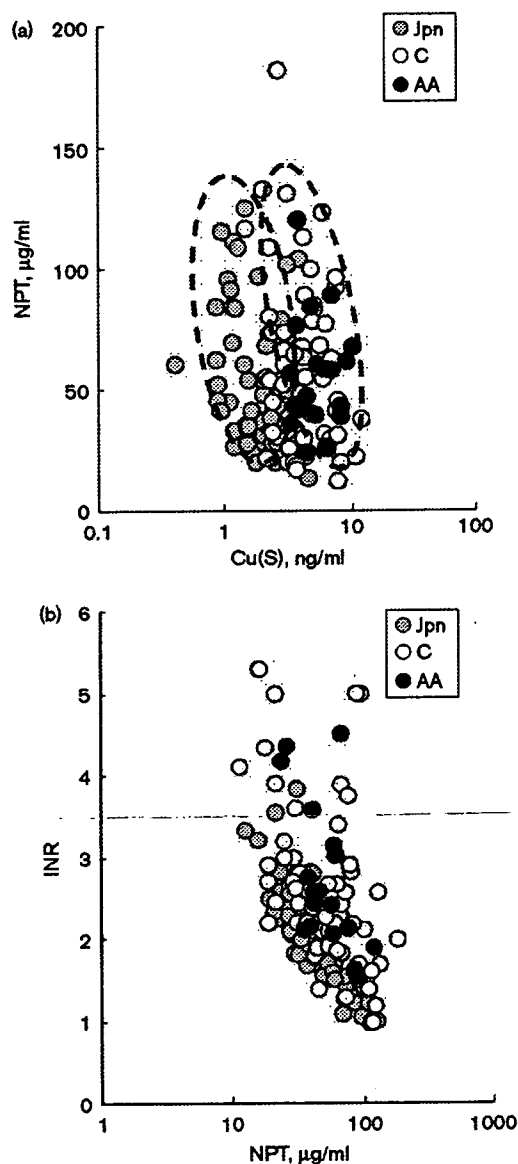 (a)
200
150
100
50
0
NPT, µg/ml
0.1 1 10 100
Cu(S), ng/ml
Jpn
C
AA
(b)
6
5
4
3
2
1
0
INR
1 10 100 1000
NPT, µg/ml
Jpn
C
AA